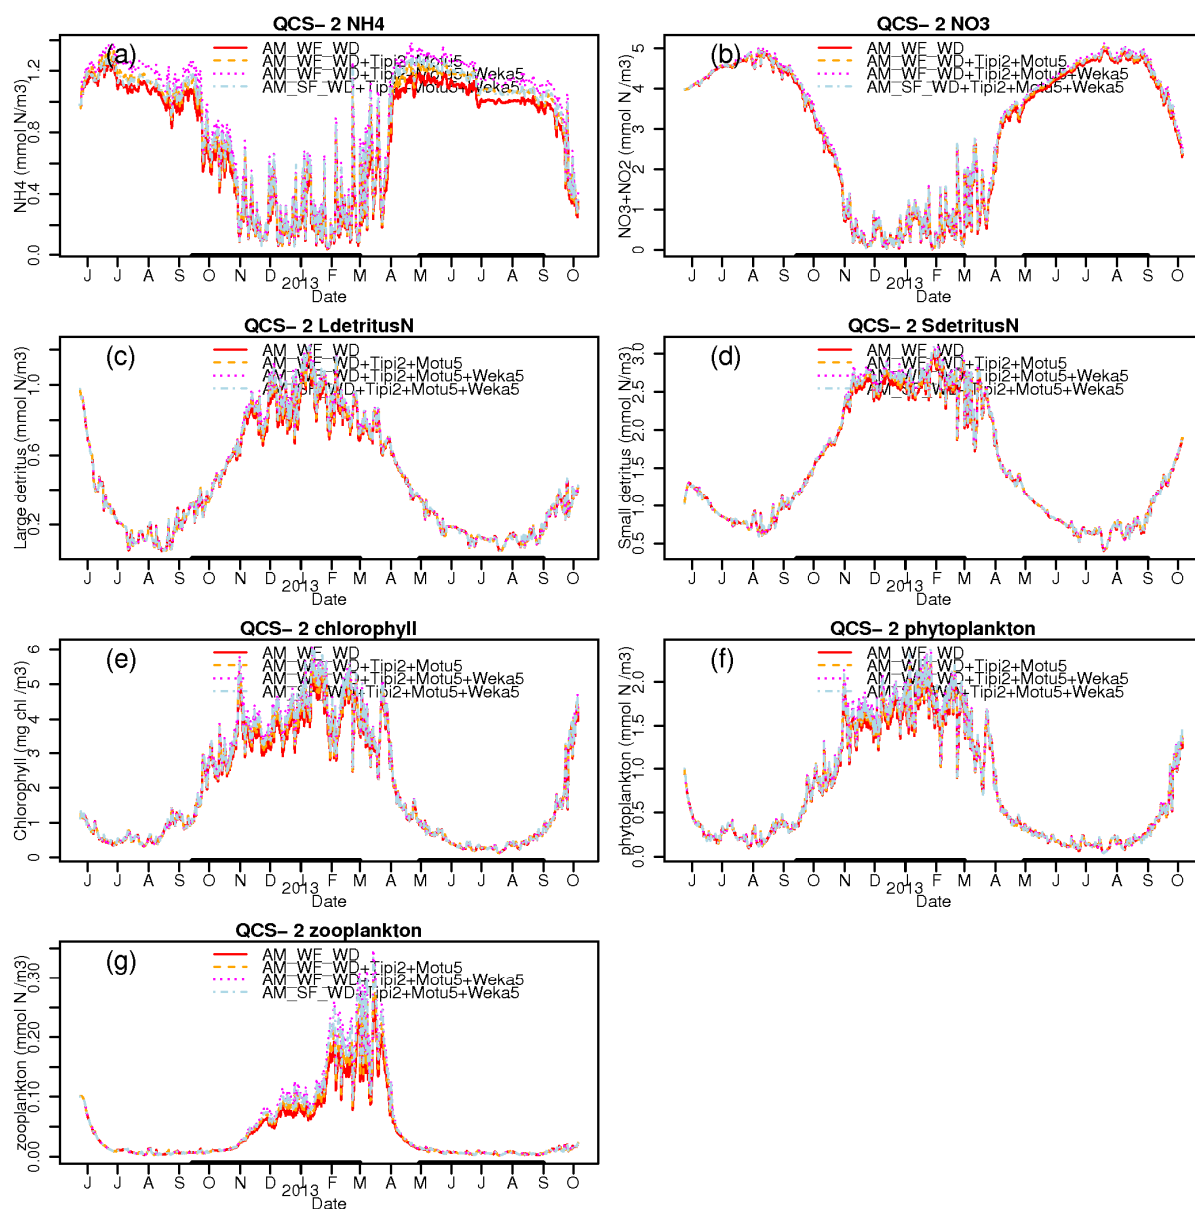 QCS− 2 NH4
(a)
AM_WF_WD
AM_WF_WD+Tipi2+Motu5
AM_WF_WD+Tipi2+Motu5+Weka5
AM_SF_WD+Tipi2+Motu5+Weka5
NH4 (mmol N/m3)
0.0 0.4 0.8 1.2
J J A S O N D J F M A M J J A S O
2013
Date
QCS− 2 NO3
(b)
AM_WF_WD
AM_WF_WD+Tipi2+Motu5
AM_WF_WD+Tipi2+Motu5+Weka5
AM_SF_WD+Tipi2+Motu5+Weka5
NO3+NO2 (mmol N /m3)
0 1 2 3 4 5
J J A S O N D J F M A M J J A S O
2013
Date
QCS− 2 LdetritusN
(c)
AM_WF_WD
AM_WF_WD+Tipi2+Motu5
AM_WF_WD+Tipi2+Motu5+Weka5
AM_SF_WD+Tipi2+Motu5+Weka5
Large detritus (mmol N/m3)
0.2 0.6 1.0
J J A S O N D J F M A M J J A S O
2013
Date
QCS− 2 SdetritusN
(d)
AM_WF_WD
AM_WF_WD+Tipi2+Motu5
AM_WF_WD+Tipi2+Motu5+Weka5
AM_SF_WD+Tipi2+Motu5+Weka5
Small detritus (mmol N/m3)
0.5 1.0 1.5 2.0 2.5 3.0
J J A S O N D J F M A M J J A S O
2013
Date
QCS− 2 chlorophyll
(e)
AM_WF_WD
AM_WF_WD+Tipi2+Motu5
AM_WF_WD+Tipi2+Motu5+Weka5
AM_SF_WD+Tipi2+Motu5+Weka5
Chlorophyll (mg chl /m3)
0 1 2 3 4 5 6
J J A S O N D J F M A M J J A S O
2013
Date
QCS− 2 phytoplankton
(f)
AM_WF_WD
AM_WF_WD+Tipi2+Motu5
AM_WF_WD+Tipi2+Motu5+Weka5
AM_SF_WD+Tipi2+Motu5+Weka5
phytoplankton (mmol N /m3)
0.0 0.5 1.0 1.5 2.0
J J A S O N D J F M A M J J A S O
2013
Date
QCS− 2 zooplankton
(g)
AM_WF_WD
AM_WF_WD+Tipi2+Motu5
AM_WF_WD+Tipi2+Motu5+Weka5
AM_SF_WD+Tipi2+Motu5+Weka5
zooplankton (mmol N /m3)
0.00 0.10 0.20 0.30
J J A S O N D J F M A M J J A S O
2013
Date